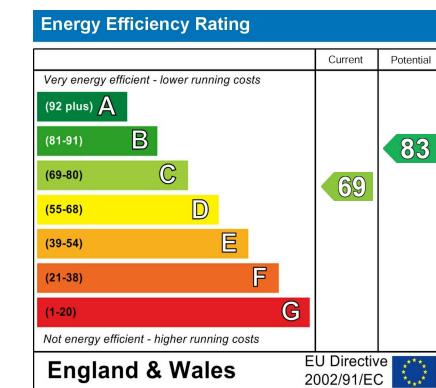 Energy Efficiency Rating
Current Potential
Very energy efficient - lower running costs
(92 plus) A
(81-91) B
83
(69-80) C
69
(55-68) D
(39-54) E
(21-38) F
(1-20) G
Not energy efficient - higher running costs
England & Wales
EU Directive
2002/91/EC